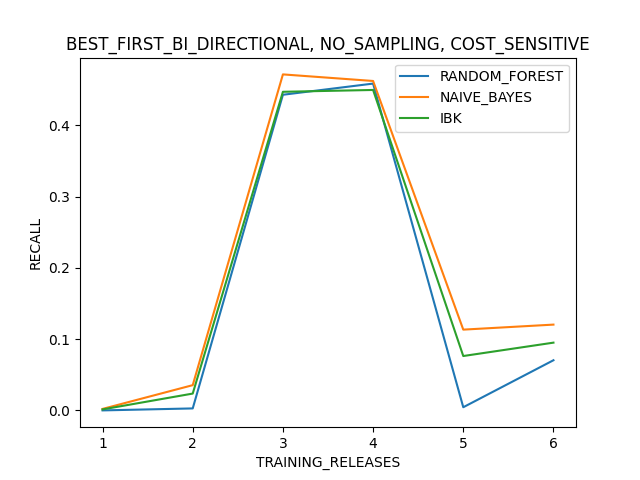 BEST_FIRST_BI_DIRECTIONAL, NO_SAMPLING, COST_SENSITIVE
RANDOM_FOREST
NAIVE_BAYES
IBK
RECALL
0.4
0.3
0.2
0.1
0.0
1 2 3 4 5 6
TRAINING_RELEASES